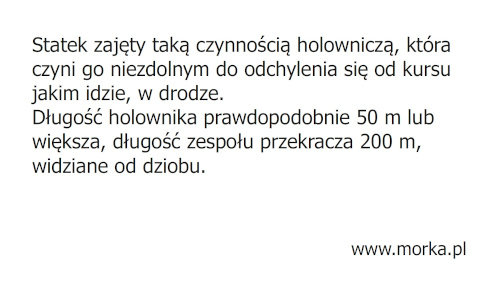 Statek zajęty taką czynnością holowniczą, która
czyni go niezdolnym do odchylenia się od kursu
jakim idzie, w drodze.
Długość holownika prawdopodobnie 50 m lub
większa, długość zespołu przekracza 200 m,
widziane od dziobu.
www.morka.pl